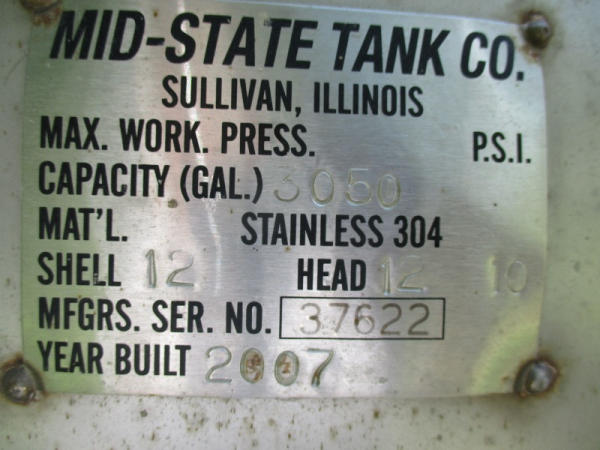 MID-STATE TANK CO.
SULLIVAN, ILLINOIS
MAX. WORK. PRESS. P.S.I.
CAPACITY (GAL.) 3050
MAT'L. STAINLESS 304
SHELL 12 HEAD 12 10
MFGRS. SER. NO. 37622
YEAR BUILT 2007